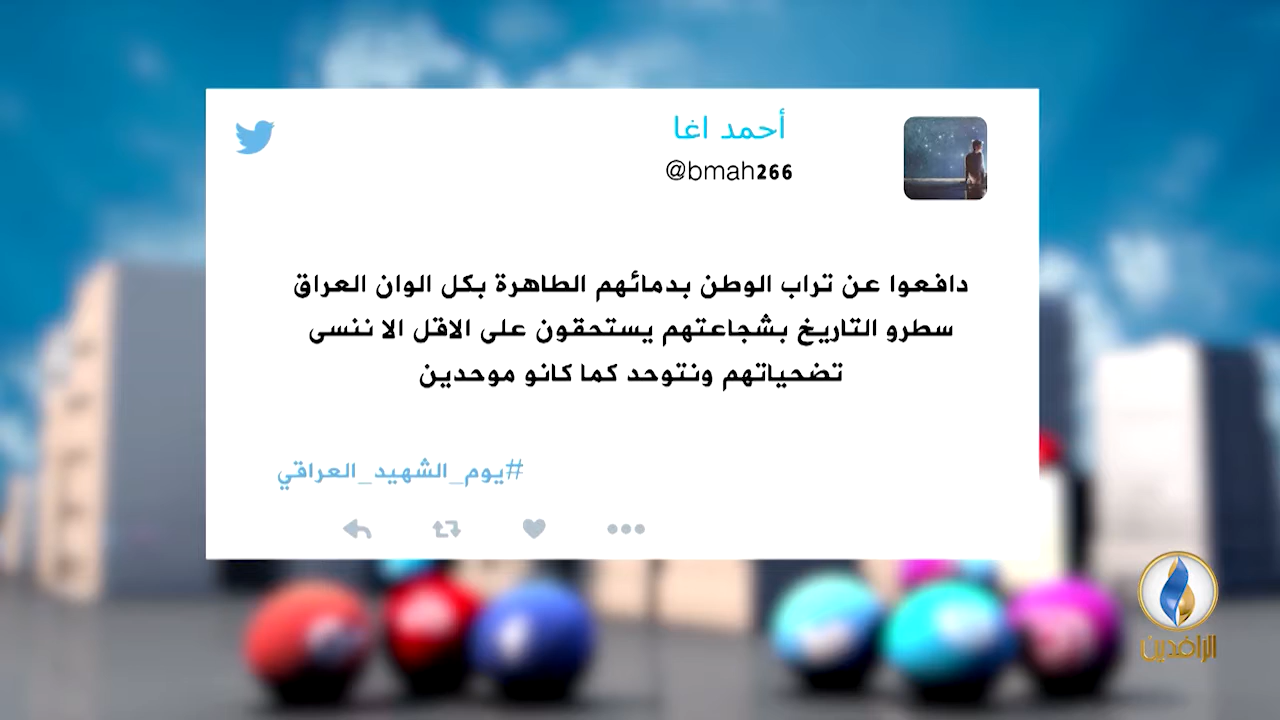 أحمد اغا
@bmah266
دافعوا عن تراب الوطن بدمائهم الطاهرة بكل الوان العراق
سطرو التاريخ بشجاعتهم يستحقون على الاقل الا ننسى
تضحياتهم ونتوحد كما كانو موحدين
#يوم_الشهيد_العراقي
الرافدين